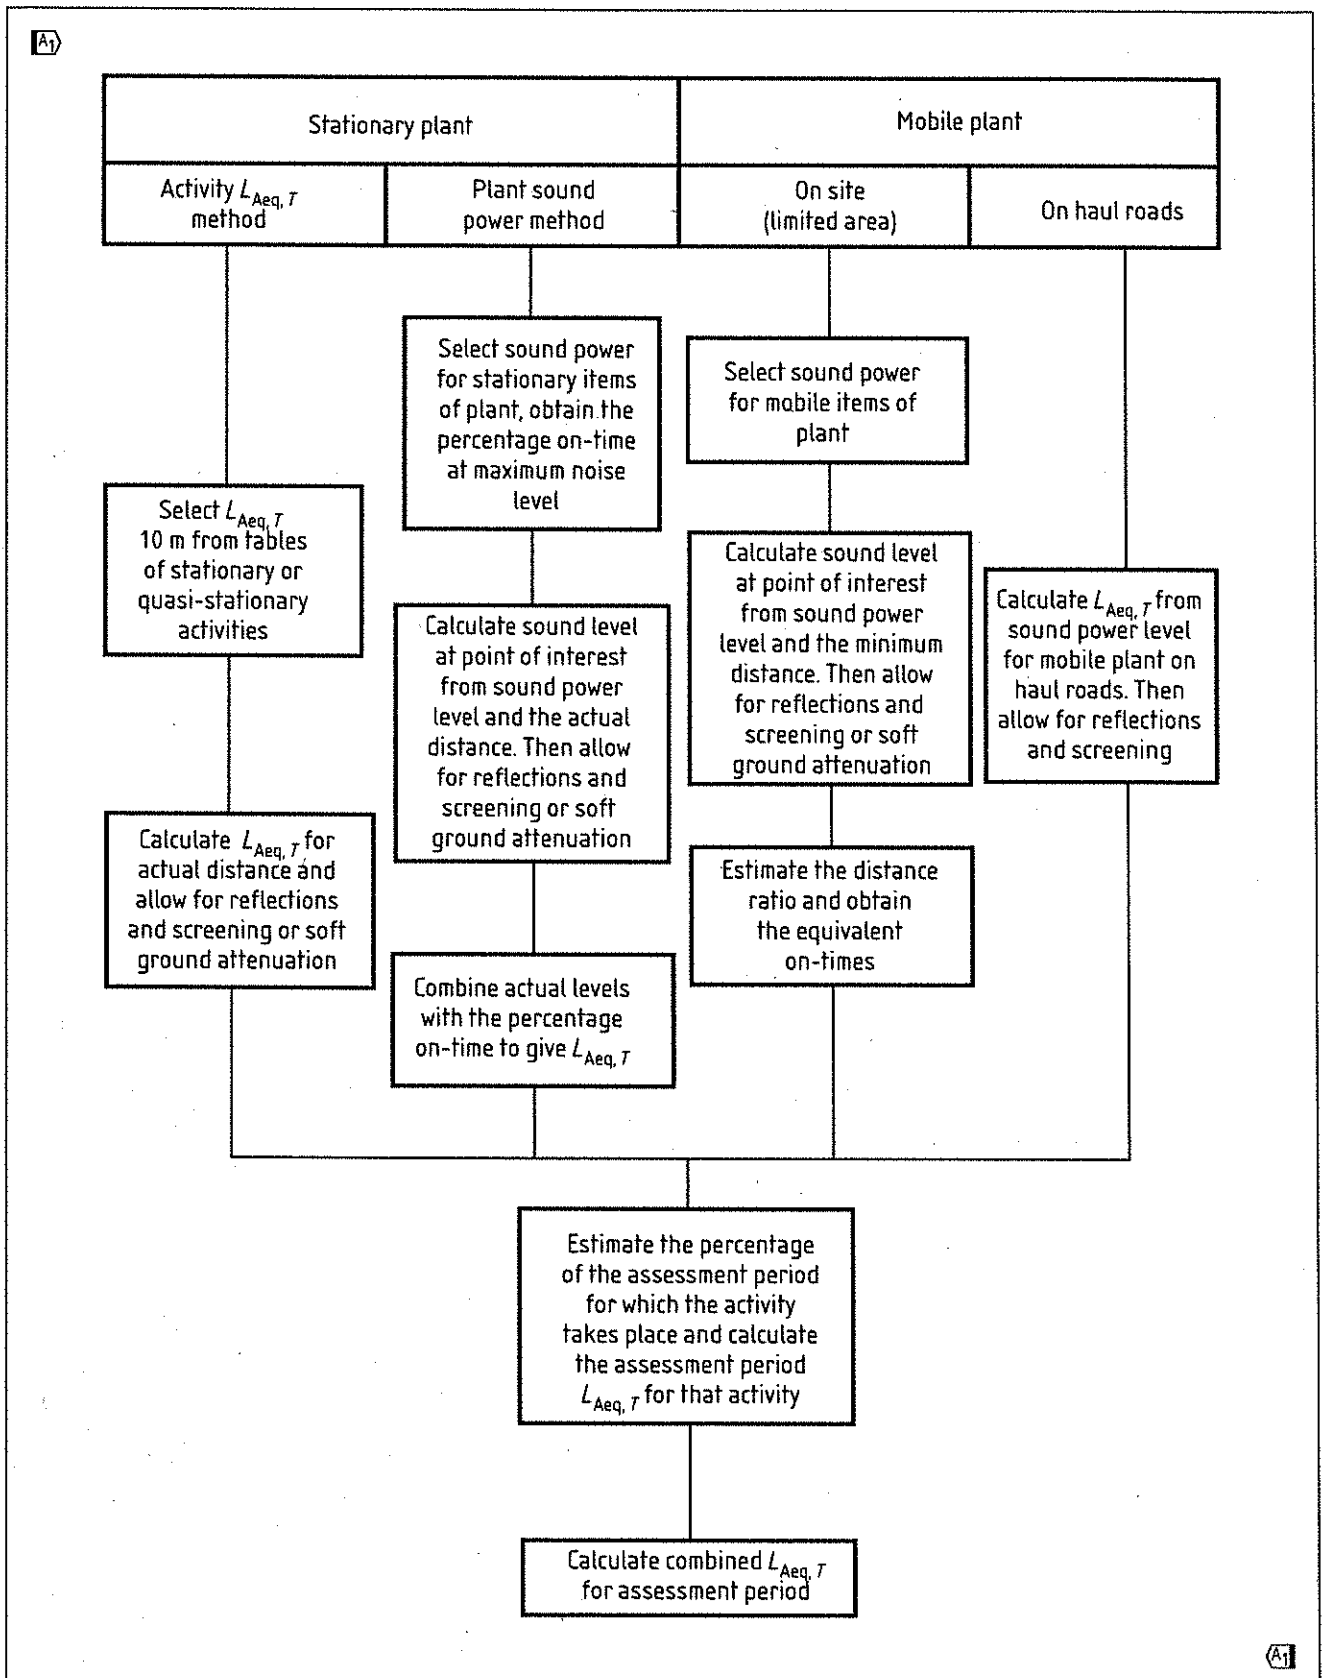 A1
Stationary plant
Mobile plant
Activity LAeq, T
method
Plant sound
power method
On site
(limited area)
On haul roads
Select LAeq, T
10 m from tables
of stationary or
quasi-stationary
activities
Calculate LAeq, T for
actual distance and
allow for reflections
and screening or soft
ground attenuation
Select sound power
for stationary items
of plant, obtain the
percentage on-time
at maximum noise
level
Calculate sound level
at point of interest
from sound power
level and the actual
distance. Then allow
for reflections and
screening or soft
ground attenuation
Combine actual levels
with the percentage
on-time to give LAeq, T
Select sound power
for mobile items of
plant
Calculate sound level
at point of interest
from sound power
level and the minimum
distance. Then allow
for reflections and
screening or soft
ground attenuation
Estimate the distance
ratio and obtain
the equivalent
on-times
Calculate LAeq, T from
sound power level
for mobile plant on
haul roads. Then
allow for reflections
and screening
Estimate the percentage
of the assessment period
for which the activity
takes place and calculate
the assessment period
LAeq, T for that activity
Calculate combined LAeq, T
for assessment period
A1